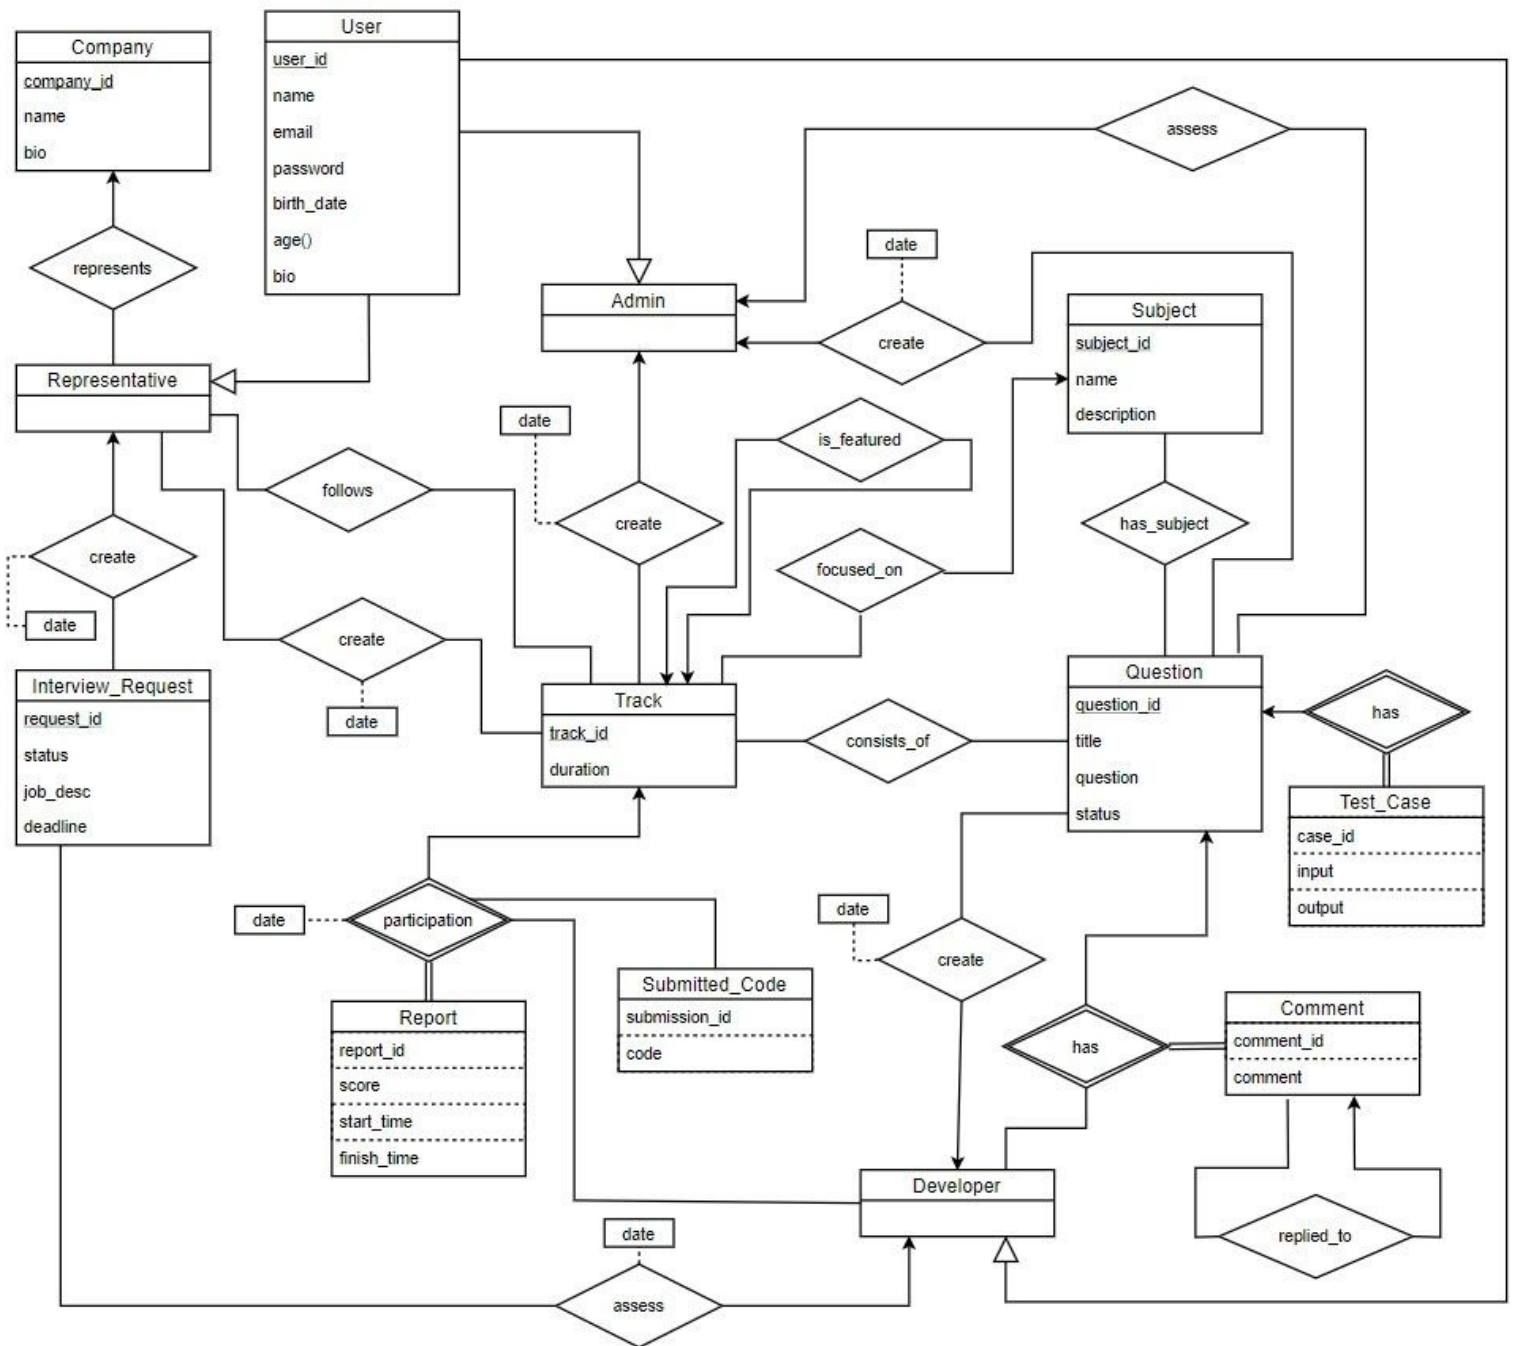 Company
company_id
name
bio
User
user_id
name
email
password
birth_date
age()
bio
assess
represents
date
create
Admin
Subject
subject_id
name
description
Representative
date
is_featured
follows
create
has_subject
create
date
focused_on
create
date
Interview_Request
request_id
status
job_desc
deadline
Track
track_id
duration
consists_of
Question
question_id
title
question
status
has
Test_Case
case_id
input
output
date
participation
date
create
Submitted_Code
submission_id
code
Report
report_id
score
start_time
finish_time
has
Comment
comment_id
comment
Developer
replied_to
date
assess